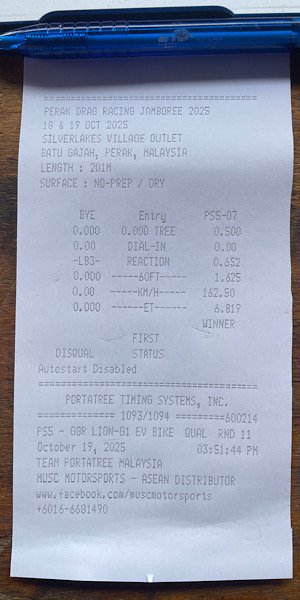 =======================================
PERAK DRAG RACING JAMBOREE 2025
18 & 19 OCT 2025
SILVERLAKES VILLAGE OUTLET
BATU GAJAH, PERAK, MALAYSIA
LENGTH : 201M
SURFACE : NO-PREP / DRY
BYE Entry PS5-07
0.000 0.000 TREE 0.500
0.00 DIAL-IN 0.00
-LB3- REACTION 0.652
0.000 -----60FT----- 1.625
0.00 -----KM/H----- 162.50
0.000 ------ET------ 6.819
WINNER
FIRST
DISQUAL STATUS
Autostart Disabled
=======================================
PORTATREE TIMING SYSTEMS, INC.
============== 1093/1094 =========600214
PS5 - GDR LION-G1 EV BIKE QUAL RND 11
October 19, 2025 03:51:44 PM
TEAM PORTATREE MALAYSIA
MUSC MOTORSPORTS - ASEAN DISTRIBUTOR
www.facebook.com/muscmotorsports
+6016-6681490